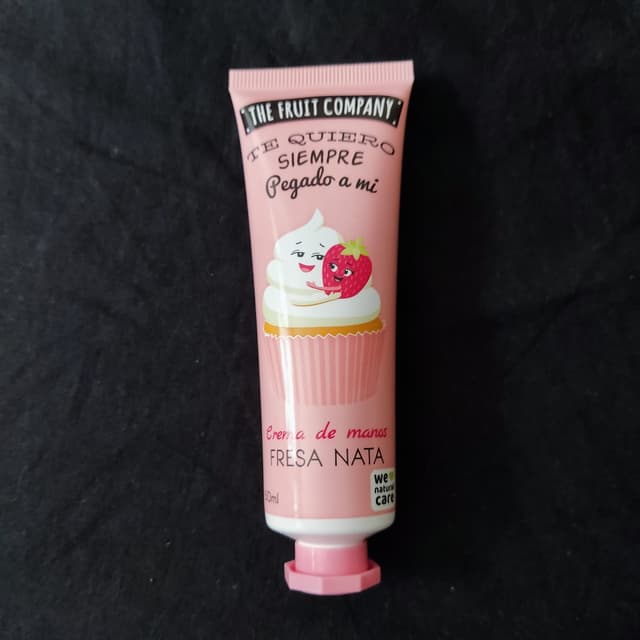 THE FRUIT COMPANY
TE QUIERO
SIEMPRE
Pegado a mi
Crema de manos
FRESA NATA
we
natural
care